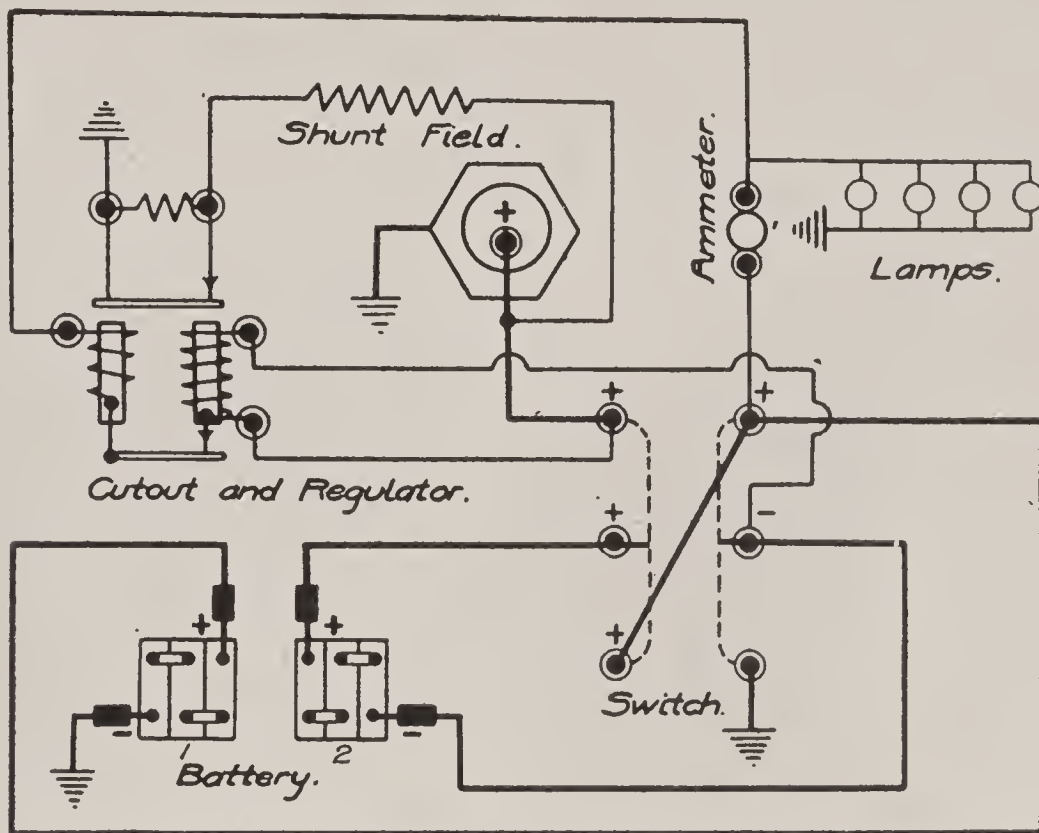 Shunt Field.
Ammeter.
Lamps.
+
+
+
Cutout and Regulator.
+
-
+
+
+
-
-
Switch.
1
2
Battery.